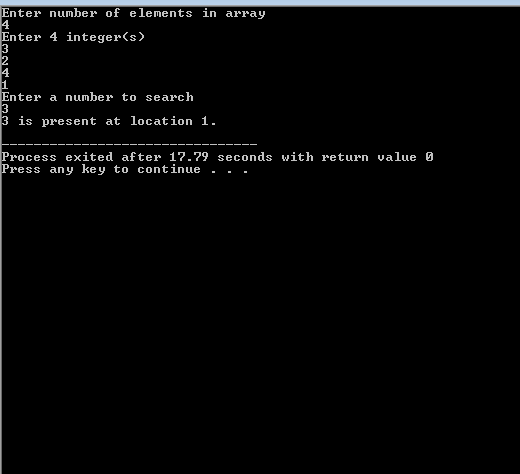 Enter number of elements in array
4
Enter 4 integer(s)
3
2
4
1
Enter a number to search
3
3 is present at location 1.
--------------------------------
Process exited after 17.79 seconds with return value 0
Press any key to continue . . .